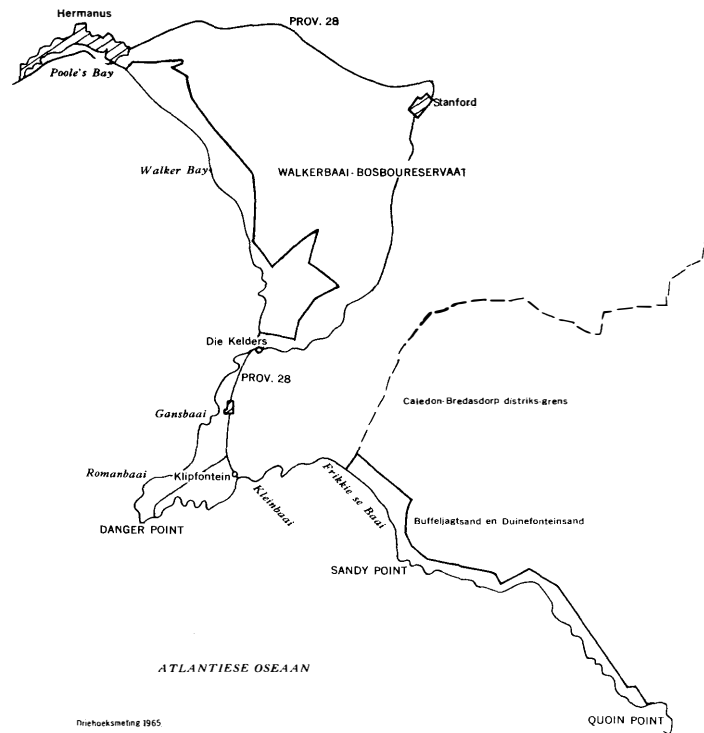 Hermanus
PROV. 28
Poole's Bay
Stanford
Walker Bay
WALKERBAAI-BOSBOURESERVAAT
Die Kelders
PROV. 28
Caledon-Bredasdorp distriks-grens
Gansbaai
Romanbaai
Klipfontein
Kleinbaai
Frikkie se Baai
DANGER POINT
Buffeljagtsand en Duinefonteinsand
SANDY POINT
ATLANTIESE OSEAAN
Driehoeksmeting 1965
QUOIN POINT